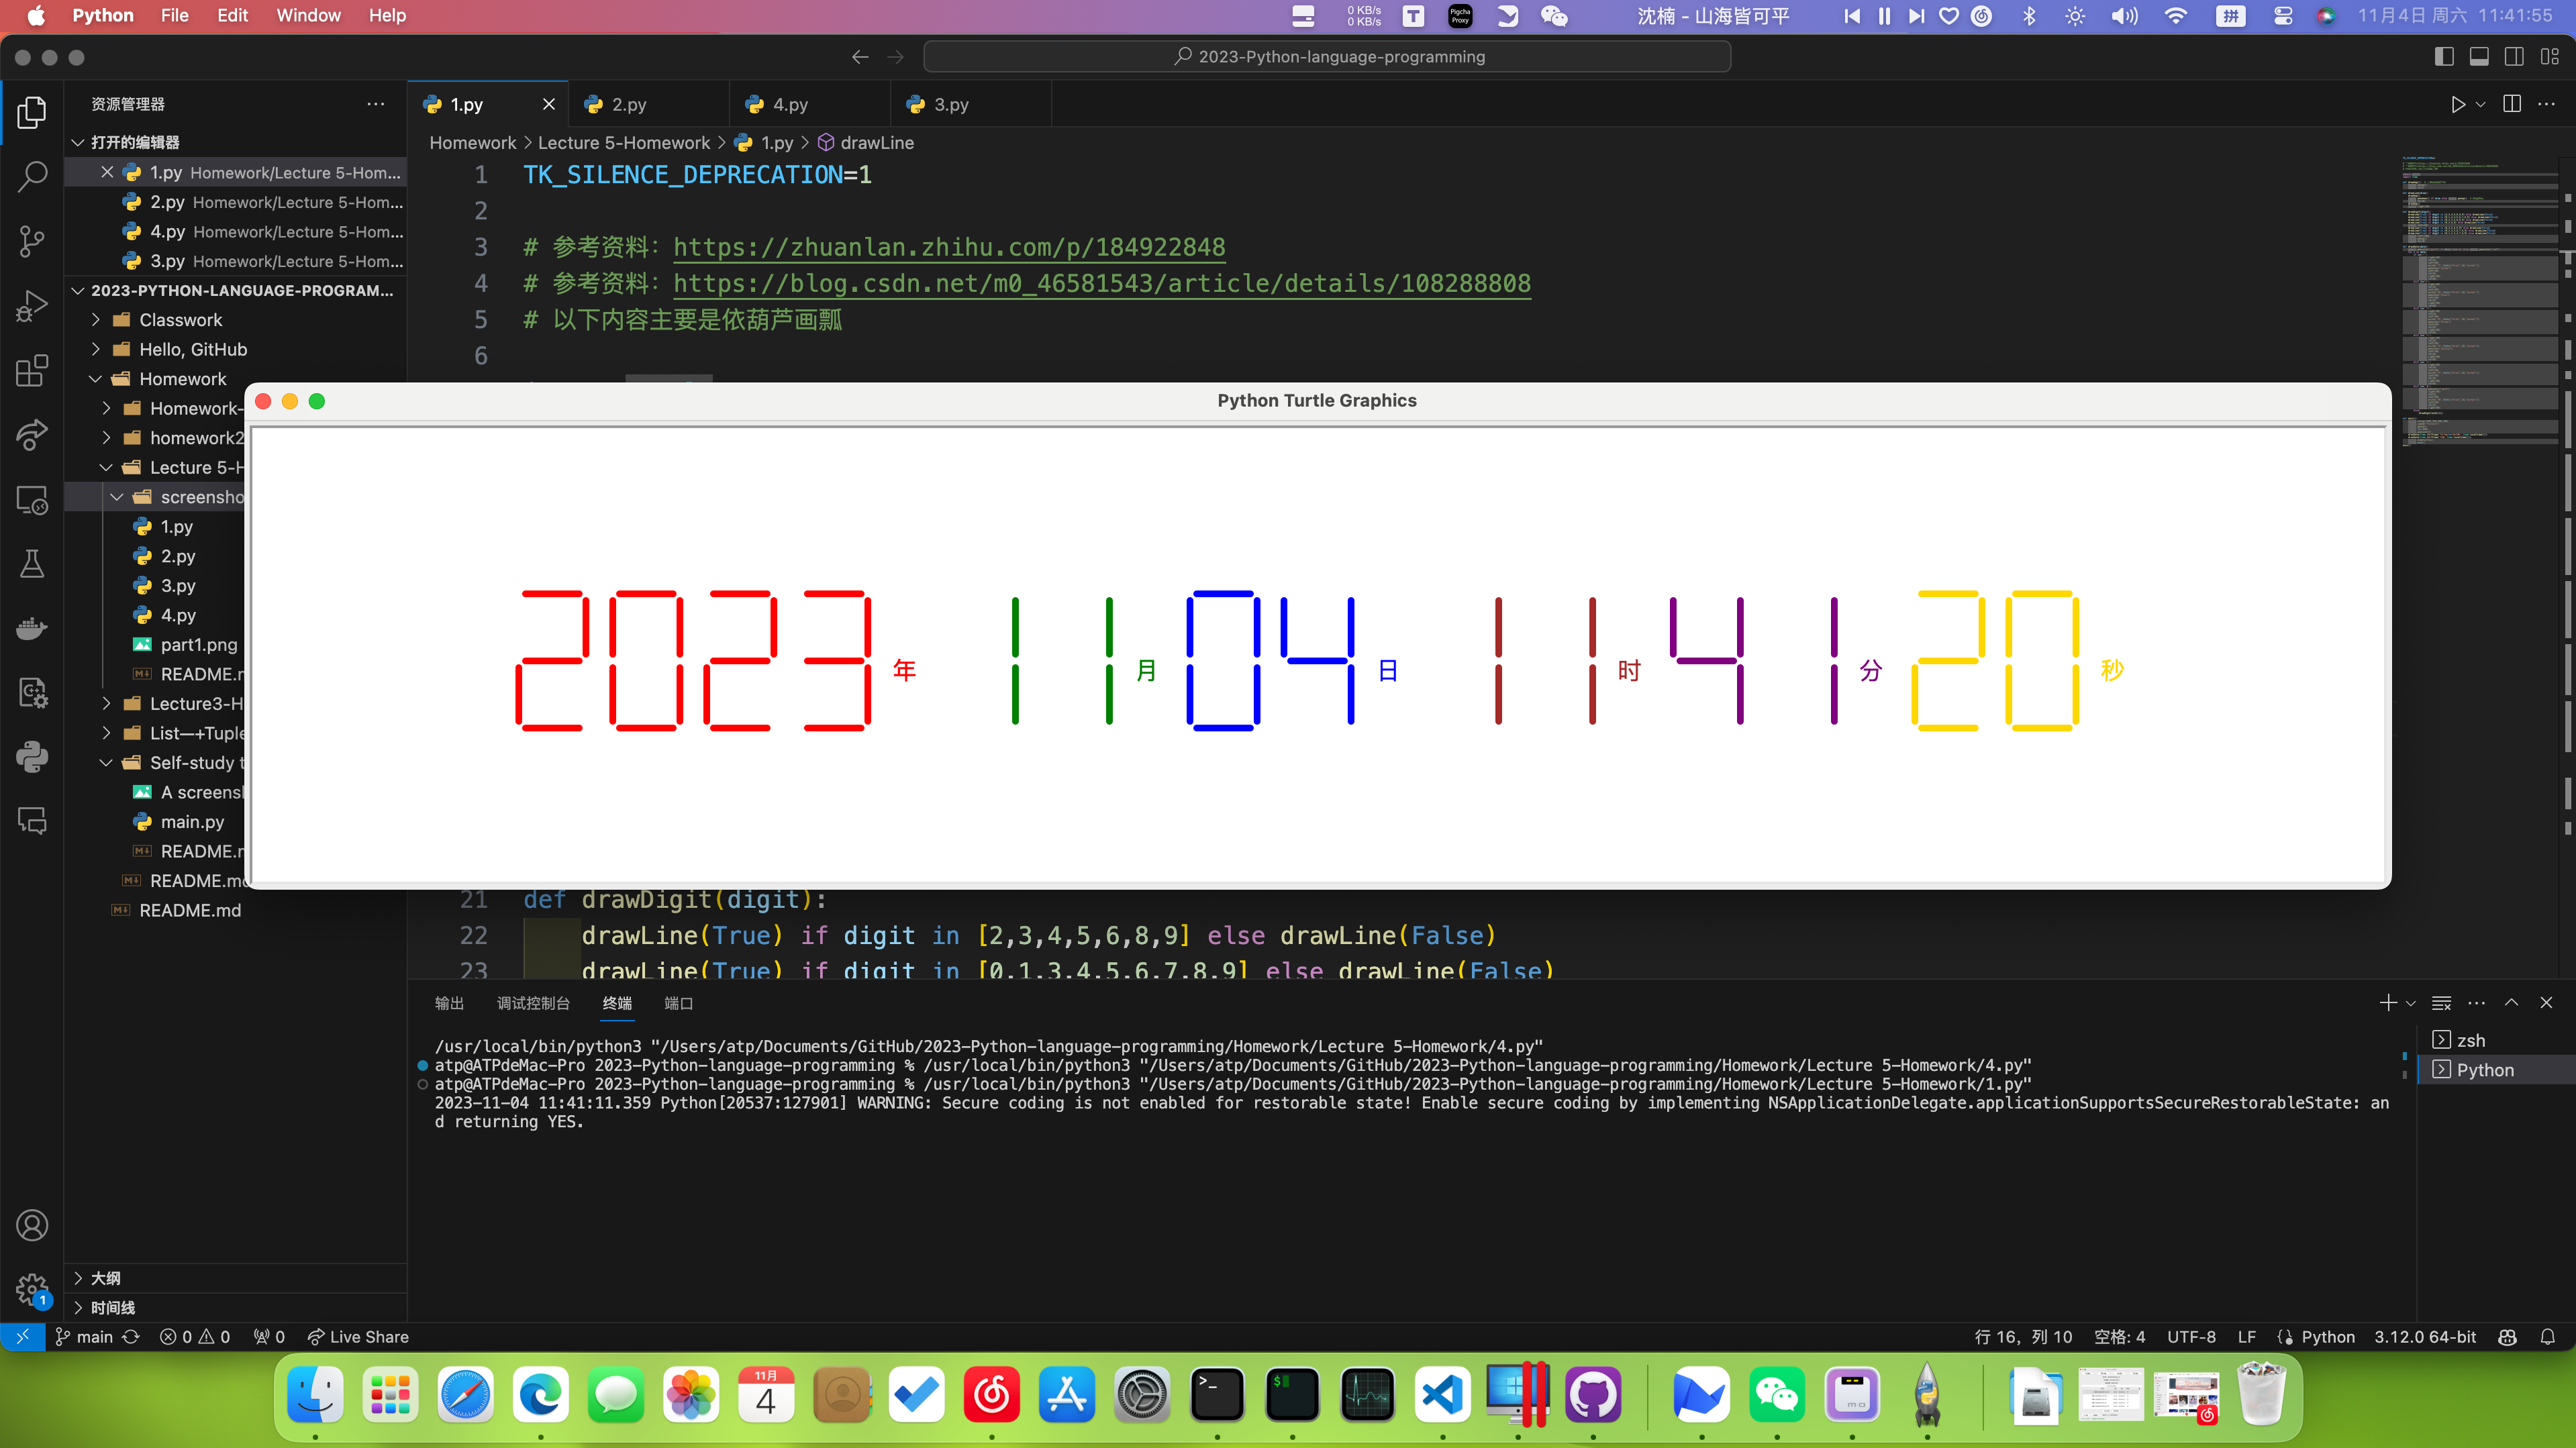 Python File Edit Window Help
0 KB/s
0 KB/s
T
Pigcha Proxy
沈楠 - 山海皆可平
拼
11月4日 周六 11:41:55
2023-Python-language-programming
资源管理器
1.py
2.py
4.py
3.py
打开的编辑器
1.py Homework/Lecture 5-Hom...
2.py Homework/Lecture 5-Hom...
4.py Homework/Lecture 5-Hom...
3.py Homework/Lecture 5-Hom...
2023-PYTHON-LANGUAGE-PROGRAM...
Classwork
Hello, GitHub
Homework
Homework-
homework2
Lecture 5-H
screensho
1.py
2.py
3.py
4.py
part1.png
README.r
Lecture3-H
List—+Tuple
Self-study t
A screensl
main.py
README.r
README.mc
README.md
大纲
时间线
Homework > Lecture 5-Homework > 1.py > drawLine
1 TK_SILENCE_DEPRECATION=1
2
3 # 参考资料：https://zhuanlan.zhihu.com/p/184922848
4 # 参考资料：https://blog.csdn.net/m0_46581543/article/details/108288808
5 # 以下内容主要是依葫芦画瓢
6
Python Turtle Graphics
2023年 11月04日 11时41分20秒
21 def drawDigit(digit):
22 drawLine(True) if digit in [2,3,4,5,6,8,9] else drawLine(False)
23 drawLine(True) if digit in [0,1,3,4,5,6,7,8,9] else drawLine(False)
输出 调试控制台 终端 端口
/usr/local/bin/python3 "/Users/atp/Documents/GitHub/2023-Python-language-programming/Homework/Lecture 5-Homework/4.py"
atp@ATPdeMac-Pro 2023-Python-language-programming % /usr/local/bin/python3 "/Users/atp/Documents/GitHub/2023-Python-language-programming/Homework/Lecture 5-Homework/4.py"
atp@ATPdeMac-Pro 2023-Python-language-programming % /usr/local/bin/python3 "/Users/atp/Documents/GitHub/2023-Python-language-programming/Homework/Lecture 5-Homework/1.py"
2023-11-04 11:41:11.359 Python[20537:127901] WARNING: Secure coding is not enabled for restorable state! Enable secure coding by implementing NSApplicationDelegate.applicationSupportsSecureRestorableState: an
d returning YES.
zsh
Python
1
main
0 0
0
Live Share
行 16，列 10 空格: 4 UTF-8 LF Python 3.12.0 64-bit
11月
4